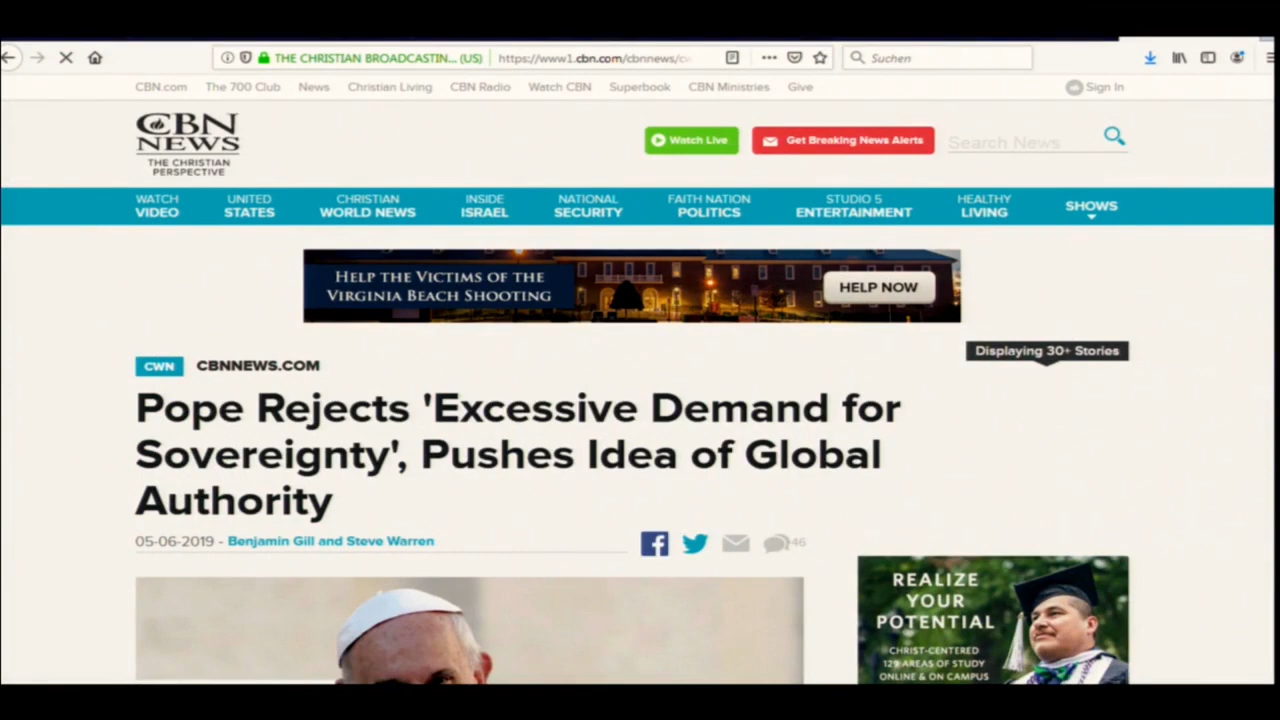 THE CHRISTIAN BROADCASTIN... (US)
https://www1.cbn.com/cbnnews/
Suchen
CBN.com The 700 Club News Christian Living CBN Radio Watch CBN Superbook CBN Ministries Give Sign In
CBN
NEWS
THE CHRISTIAN
PERSPECTIVE
Watch Live
Get Breaking News Alerts
Search News
WATCH
VIDEO
UNITED
STATES
CHRISTIAN
WORLD NEWS
INSIDE
ISRAEL
NATIONAL
SECURITY
FAITH NATION
POLITICS
STUDIO 5
ENTERTAINMENT
HEALTHY
LIVING
SHOWS
HELP THE VICTIMS OF THE
VIRGINIA BEACH SHOOTING
HELP NOW
Displaying 30+ Stories
CWN CBNNEWS.COM
Pope Rejects 'Excessive Demand for
Sovereignty', Pushes Idea of Global
Authority
05-06-2019 - Benjamin Gill and Steve Warren
46
REALIZE
YOUR
POTENTIAL
CHRIST-CENTERED
129 AREAS OF STUDY
ONLINE & ON CAMPUS